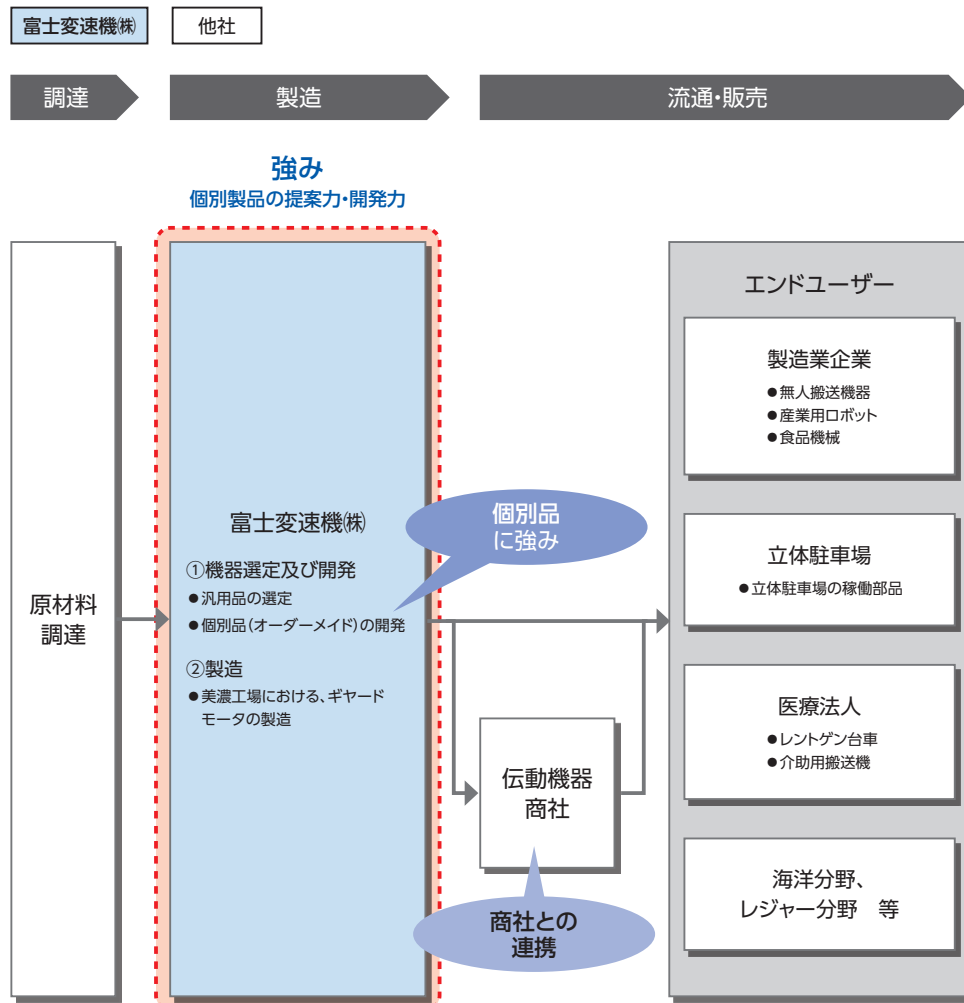 富士変速機㈱
他社
調達
製造
流通・販売
強み
個別製品の提案力・開発力
原材料
調達
富士変速機㈱
①機器選定及び開発
●汎用品の選定
●個別品(オーダーメイド)の開発
②製造
●美濃工場における、ギヤード
モータの製造
個別品
に強み
伝動機器
商社
商社との
連携
エンドユーザー
製造業企業
●無人搬送機器
●産業用ロボット
●食品機械
立体駐車場
●立体駐車場の稼働部品
医療法人
●レントゲン台車
●介助用搬送機
海洋分野、
レジャー分野　等